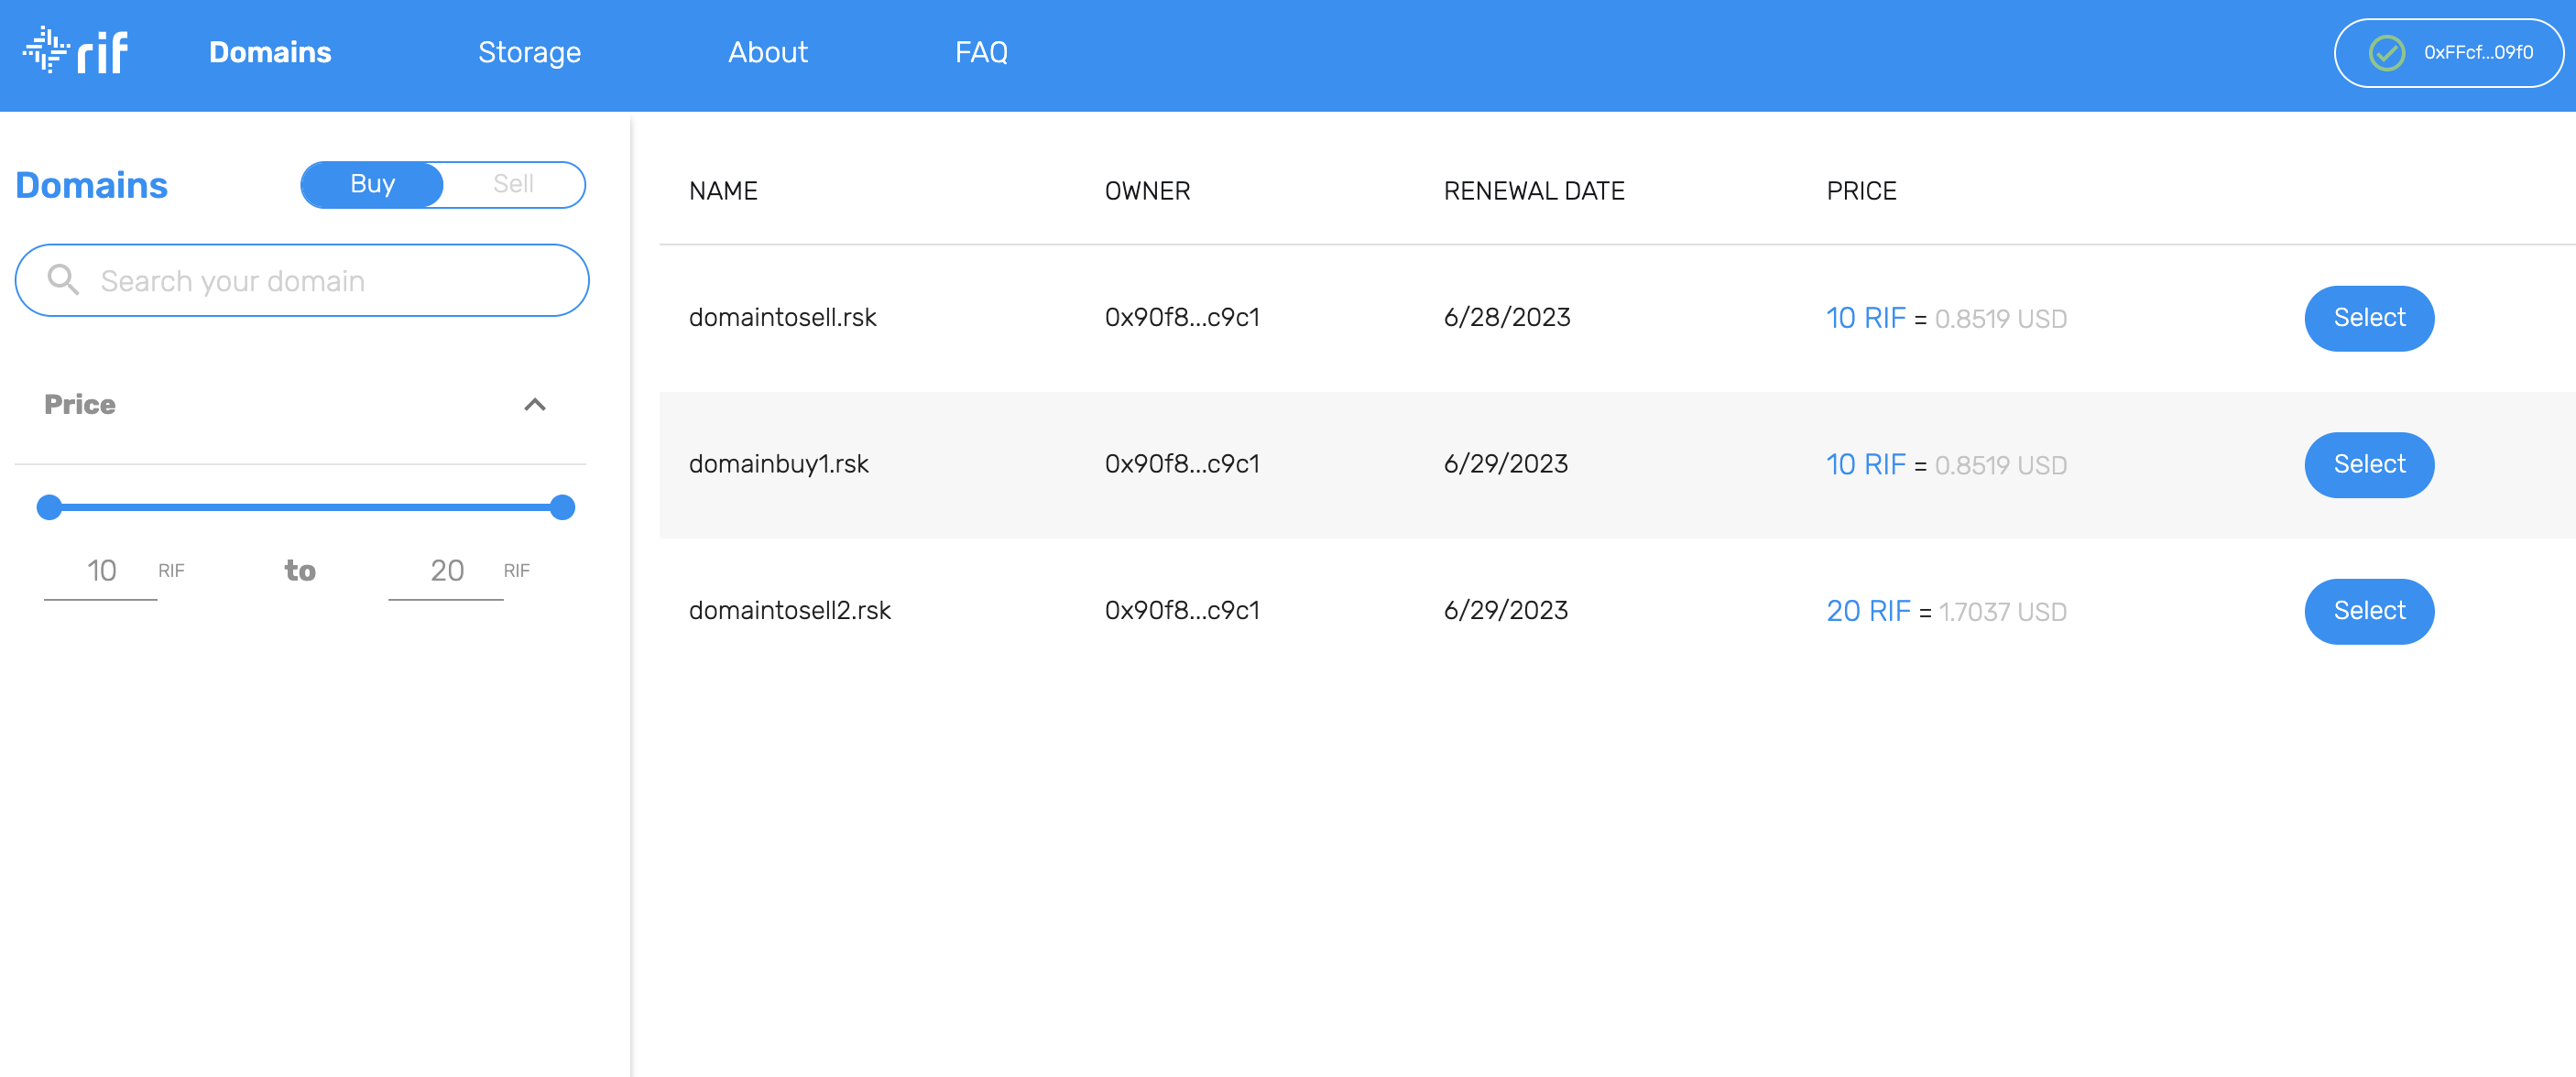 rif Domains Storage About FAQ 0xFFcf...09f0
Domains Buy Sell
Search your domain
Price
10 RIF to 20 RIF
NAME OWNER RENEWAL DATE PRICE
domaintosell.rsk 0x90f8...c9c1 6/28/2023 10 RIF = 0.8519 USD Select
domainbuy1.rsk 0x90f8...c9c1 6/29/2023 10 RIF = 0.8519 USD Select
domaintosell2.rsk 0x90f8...c9c1 6/29/2023 20 RIF = 1.7037 USD Select